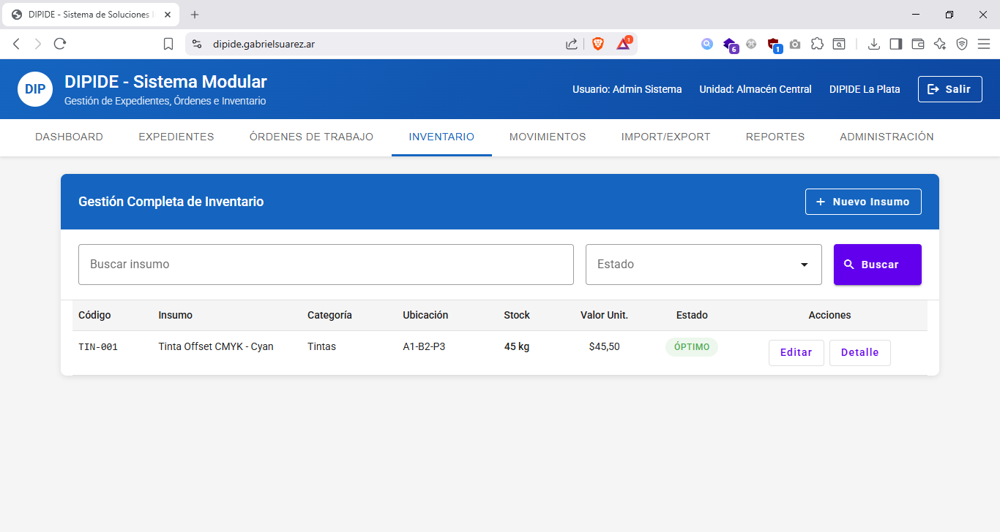 DIPIDE - Sistema de Soluciones
dipide.gabrielsuarez.ar
1
6
1
DIP
DIPIDE - Sistema Modular
Gestión de Expedientes, Órdenes e Inventario
Usuario: Admin Sistema
Unidad: Almacén Central
DIPIDE La Plata
Salir
DASHBOARD
EXPEDIENTES
ÓRDENES DE TRABAJO
INVENTARIO
MOVIMIENTOS
IMPORT/EXPORT
REPORTES
ADMINISTRACIÓN
Gestión Completa de Inventario
+ Nuevo Insumo
Buscar insumo
Estado
Buscar
Código Insumo Categoría Ubicación Stock Valor Unit. Estado Acciones
TIN-001 Tinta Offset CMYK - Cyan Tintas A1-B2-P3 45 kg $45,50 ÓPTIMO Editar Detalle